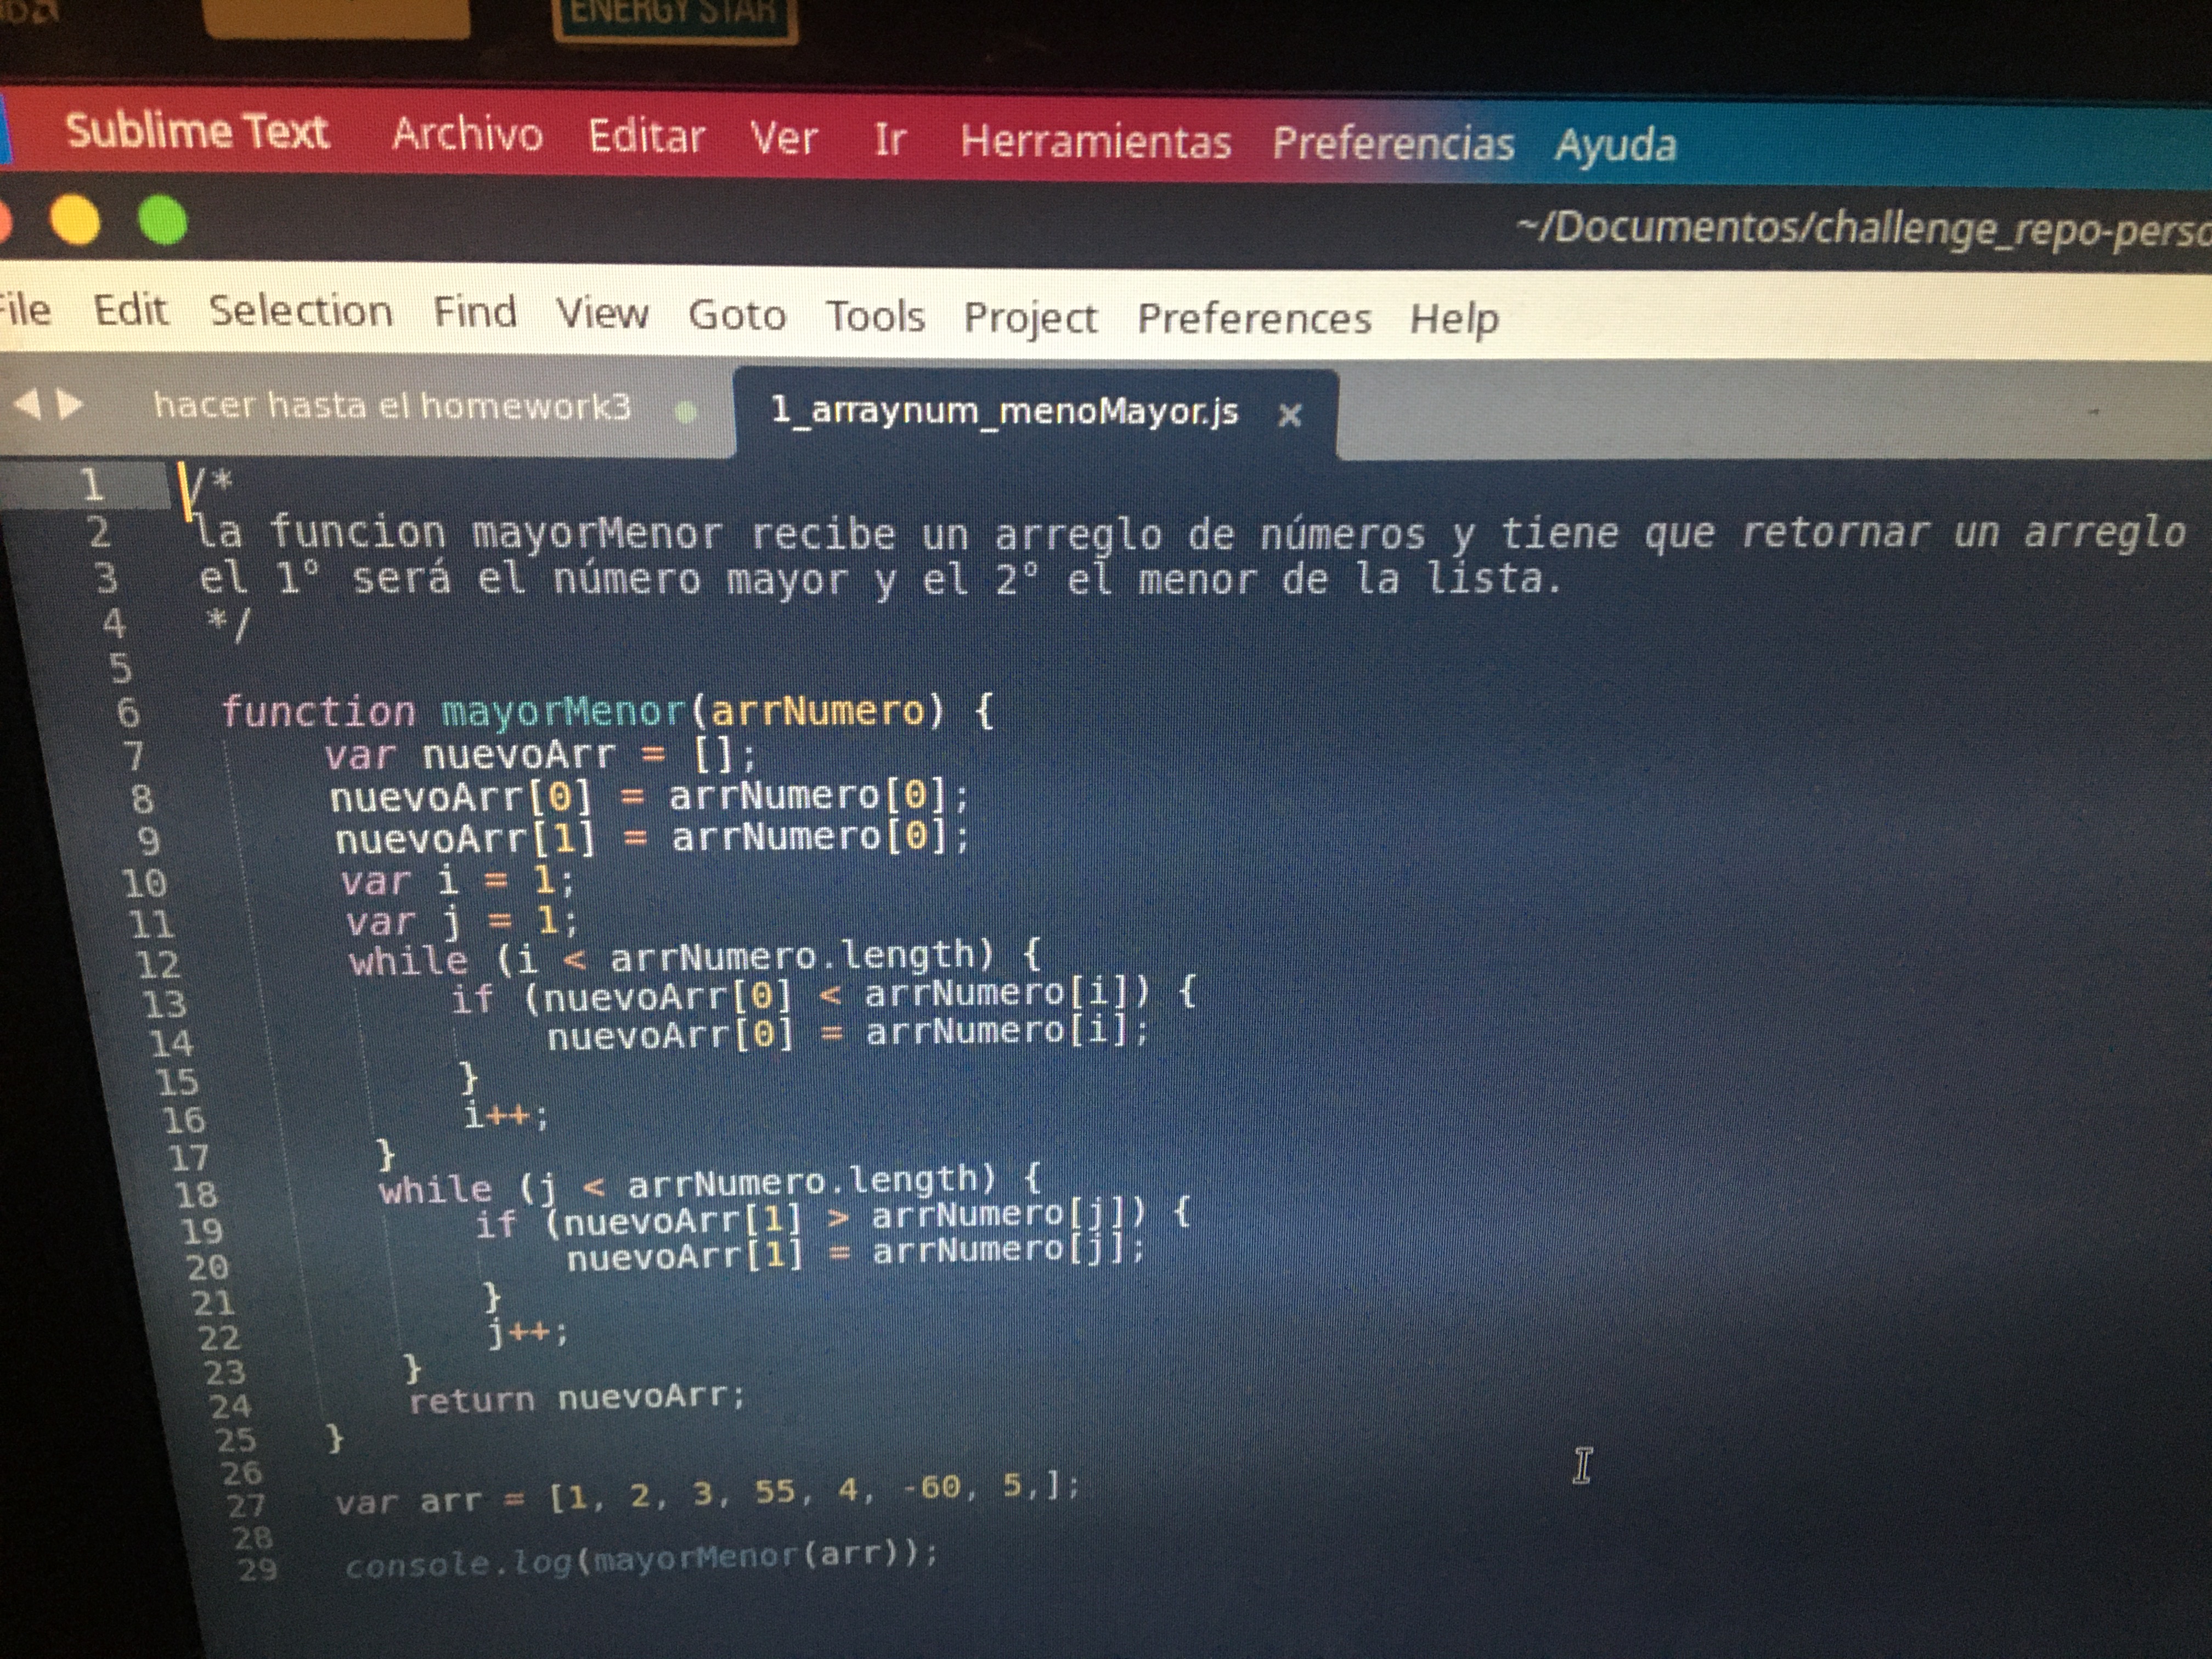 ENERGY STAR
Sublime Text Archivo Editar Ver Ir Herramientas Preferencias Ayuda
~/Documentos/challenge_repo-perso
File Edit Selection Find View Goto Tools Project Preferences Help
hacer hasta el homework3 1_arraynum_menoMayor.js
1 /*
2 la funcion mayorMenor recibe un arreglo de números y tiene que retornar un arreglo
3 el 1° será el número mayor y el 2° el menor de la lista.
4 */
5
6 function mayorMenor(arrNumero) {
7 var nuevoArr = [];
8 nuevoArr[0] = arrNumero[0];
9 nuevoArr[1] = arrNumero[0];
10 var i = 1;
11 var j = 1;
12 while (i < arrNumero.length) {
13 if (nuevoArr[0] < arrNumero[i]) {
14 nuevoArr[0] = arrNumero[i];
15 }
16 i++;
17 }
18 while (j < arrNumero.length) {
19 if (nuevoArr[1] > arrNumero[j]) {
20 nuevoArr[1] = arrNumero[j];
21 }
22 j++;
23 }
24 return nuevoArr;
25 }
26
27 var arr = [1, 2, 3, 55, 4, -60, 5,];
28
29 console.log(mayorMenor(arr));